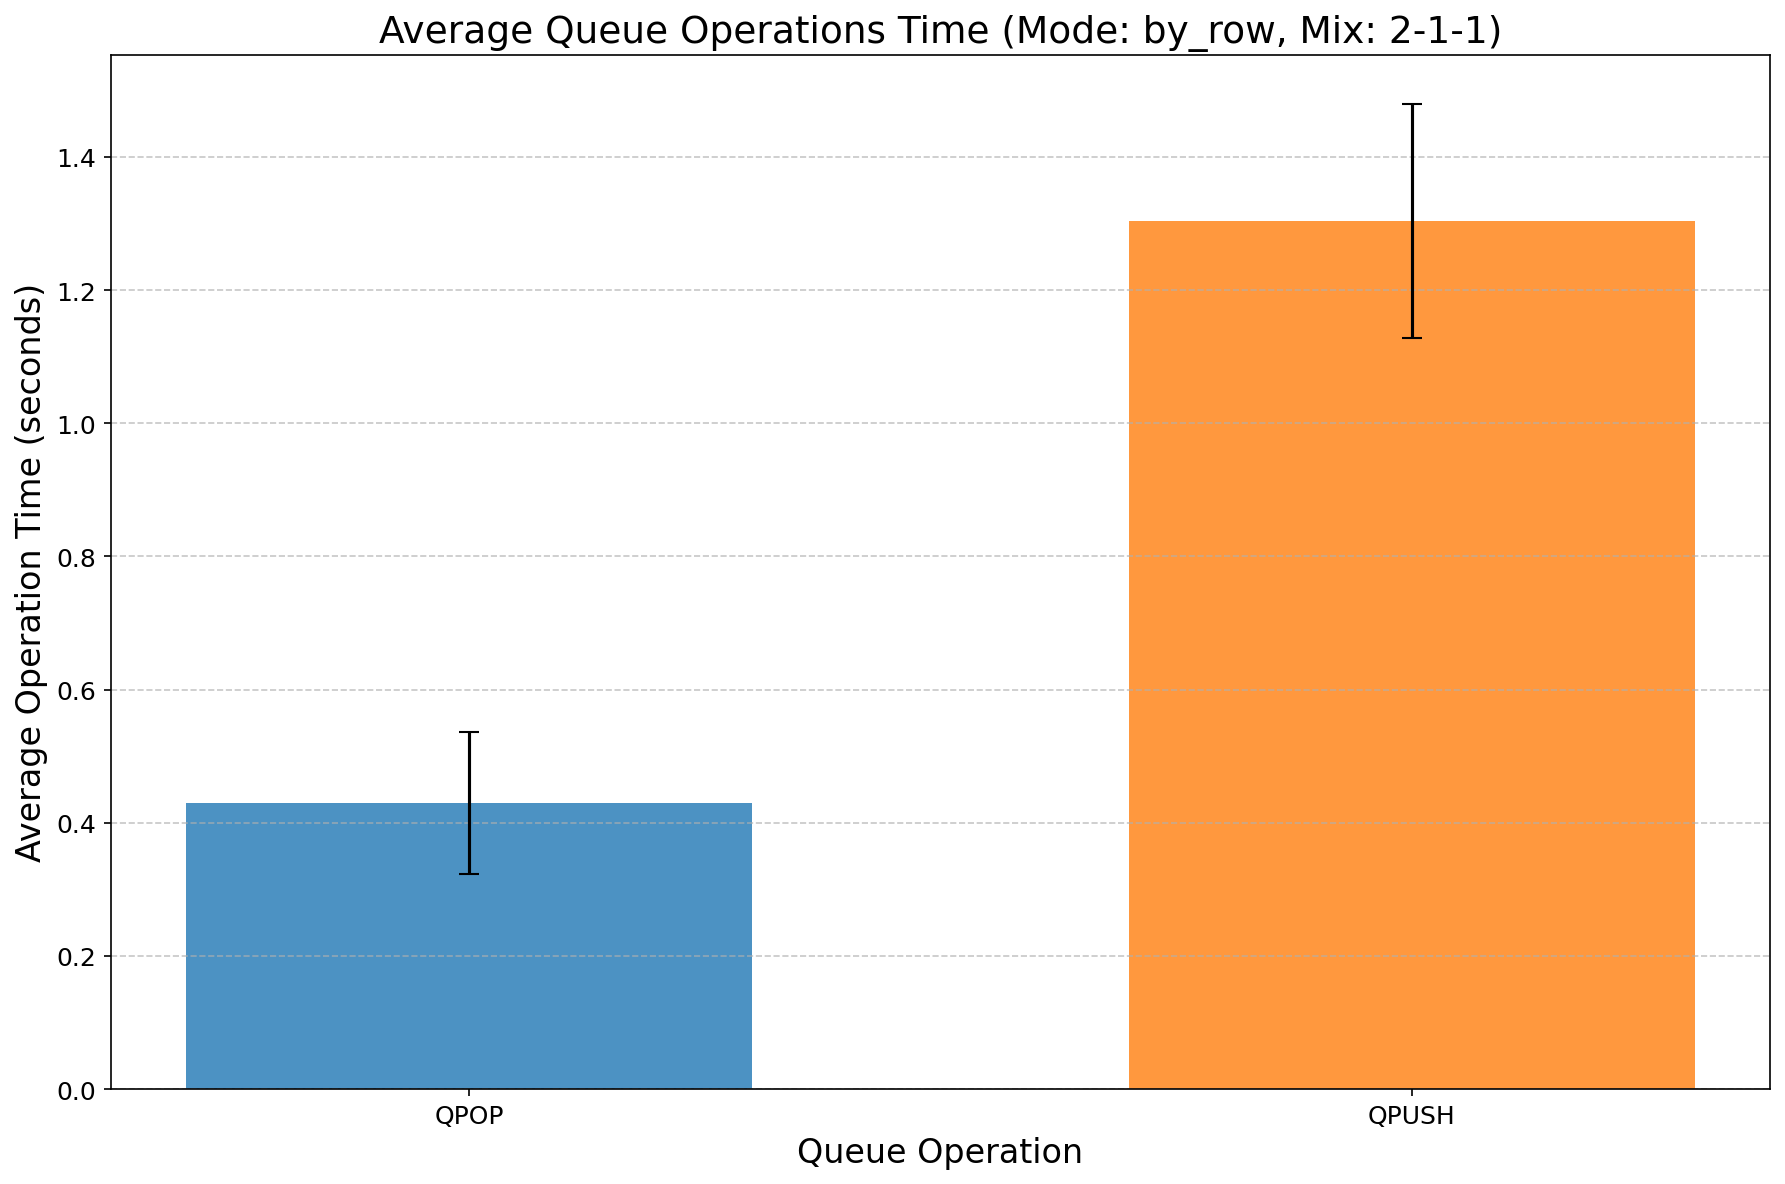 Average Queue Operations Time (Mode: by_row, Mix: 2-1-1)
Average Operation Time (seconds)
1.4
1.2
1.0
0.8
0.6
0.4
0.2
0.0
QPOP
QPUSH
Queue Operation